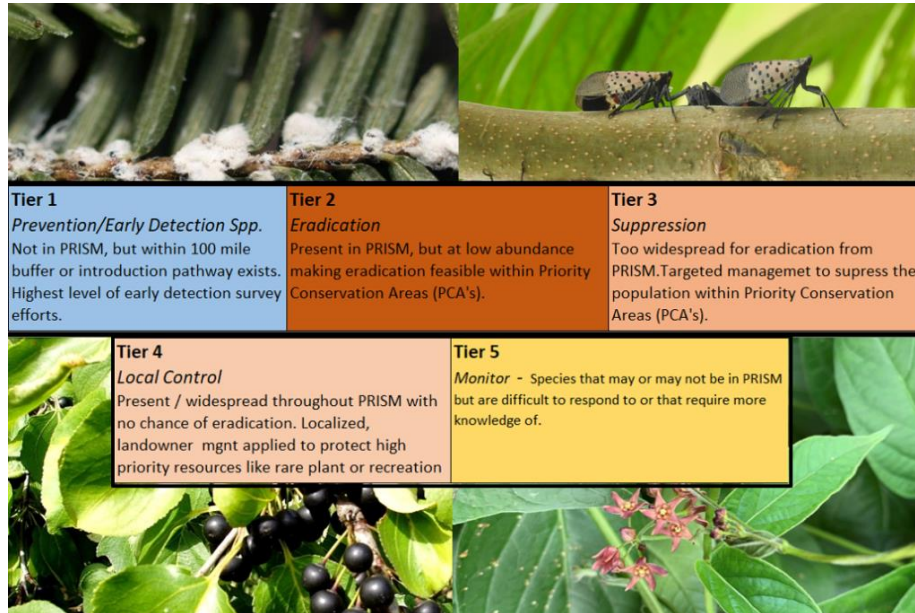 Tier 1
Prevention/Early Detection Spp.
Not in PRISM, but within 100 mile
buffer or introduction pathway exists.
Highest level of early detection survey
efforts.
Tier 2
Eradication
Present in PRISM, but at low abundance
making eradication feasible within Priority
Conservation Areas (PCA's).
Tier 3
Suppression
Too widespread for eradication from
PRISM.Targeted managemet to supress the
population within Priority Conservation
Areas (PCA's).
Tier 4
Local Control
Present / widespread throughout PRISM with
no chance of eradication. Localized,
landowner mgnt applied to protect high
priority resources like rare plant or recreation
Tier 5
Monitor - Species that may or may not be in PRISM
but are difficult to respond to or that require more
knowledge of.